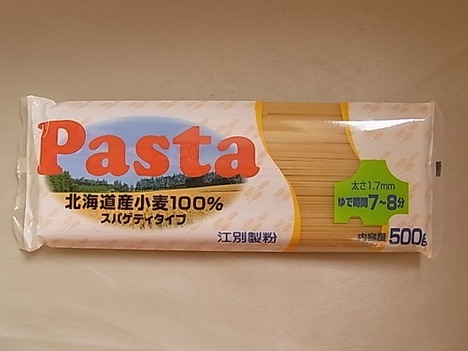 Pasta
北海道産小麦100%
スパゲティタイプ
江別製粉
太さ1.7mm
ゆで時間7~8分
内容量500g